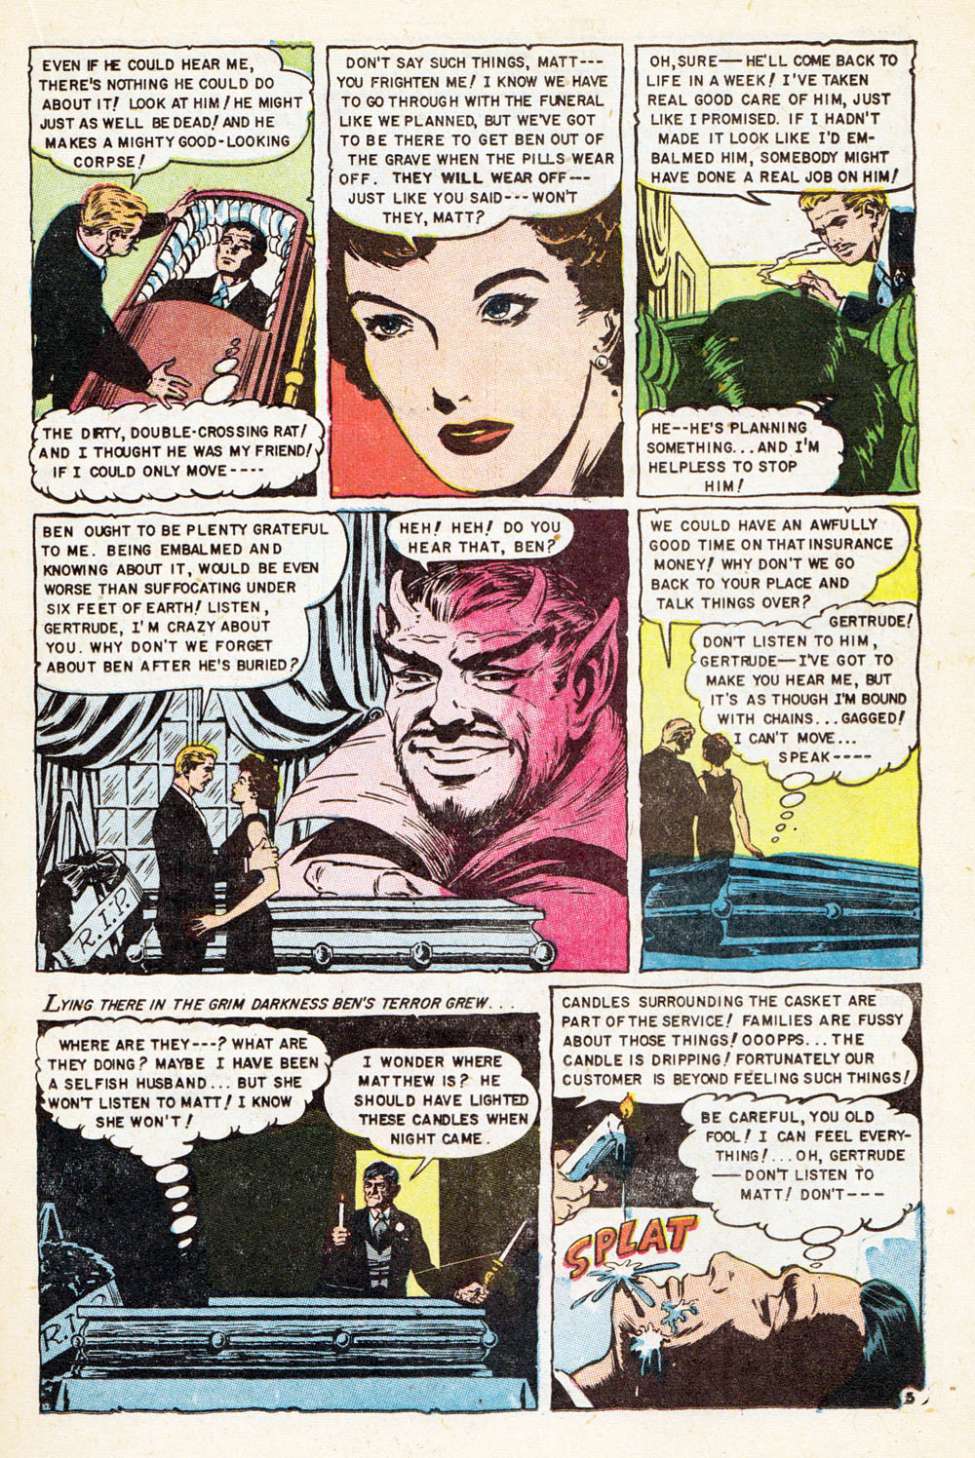 EVEN IF HE COULD HEAR ME,
THERE'S NOTHING HE COULD DO
ABOUT IT! LOOK AT HIM! HE MIGHT
JUST AS WELL BE DEAD! AND HE
MAKES A MIGHTY GOOD-LOOKING
CORPSE!
THE DIRTY, DOUBLE-CROSSING RAT!
AND I THOUGHT HE WAS MY FRIEND!
IF I COULD ONLY MOVE----
DON'T SAY SUCH THINGS, MATT---
YOU FRIGHTEN ME! I KNOW WE HAVE
TO GO THROUGH WITH THE FUNERAL
LIKE WE PLANNED, BUT WE'VE GOT
TO BE THERE TO GET BEN OUT OF
THE GRAVE WHEN THE PILLS WEAR
OFF. THEY WILL WEAR OFF---
JUST LIKE YOU SAID---WON'T
THEY, MATT?
OH, SURE--HE'LL COME BACK TO
LIFE IN A WEEK! I'VE TAKEN
REAL GOOD CARE OF HIM, JUST
LIKE I PROMISED. IF I HADN'T
MADE IT LOOK LIKE I'D EM-
BALMED HIM, SOMEBODY MIGHT
HAVE DONE A REAL JOB ON HIM!
HE--HE'S PLANNING
SOMETHING...AND I'M
HELPLESS TO STOP
HIM!
BEN OUGHT TO BE PLENTY GRATEFUL
TO ME. BEING EMBALMED AND
KNOWING ABOUT IT, WOULD BE EVEN
WORSE THAN SUFFOCATING UNDER
SIX FEET OF EARTH! LISTEN,
GERTRUDE, I'M CRAZY ABOUT
YOU. WHY DON'T WE FORGET
ABOUT BEN AFTER HE'S BURIED?
HEH! HEH! DO YOU
HEAR THAT, BEN?
R.I.P.
WE COULD HAVE AN AWFULLY
GOOD TIME ON THAT INSURANCE
MONEY! WHY DON'T WE GO
BACK TO YOUR PLACE AND
TALK THINGS OVER?
GERTRUDE!
DON'T LISTEN TO HIM,
GERTRUDE--I'VE GOT TO
MAKE YOU HEAR ME, BUT
IT'S AS THOUGH I'M BOUND
WITH CHAINS...GAGGED!
I CAN'T MOVE...
SPEAK----
LYING THERE IN THE GRIM DARKNESS BEN'S TERROR GREW...
WHERE ARE THEY---? WHAT ARE
THEY DOING? MAYBE I HAVE BEEN
A SELFISH HUSBAND... BUT SHE
WON'T LISTEN TO MATT! I KNOW
SHE WON'T!
I WONDER WHERE
MATTHEW IS? HE
SHOULD HAVE LIGHTED
THESE CANDLES WHEN
NIGHT CAME.
R.I.P
CANDLES SURROUNDING THE CASKET ARE
PART OF THE SERVICE! FAMILIES ARE FUSSY
ABOUT THOSE THINGS! OOOPPS...THE
CANDLE IS DRIPPING! FORTUNATELY OUR
CUSTOMER IS BEYOND FEELING SUCH THINGS!
BE CAREFUL, YOU OLD
FOOL! I CAN FEEL EVERY-
THING!...OH, GERTRUDE
--DON'T LISTEN TO
MATT! DON'T---
SPLAT
5